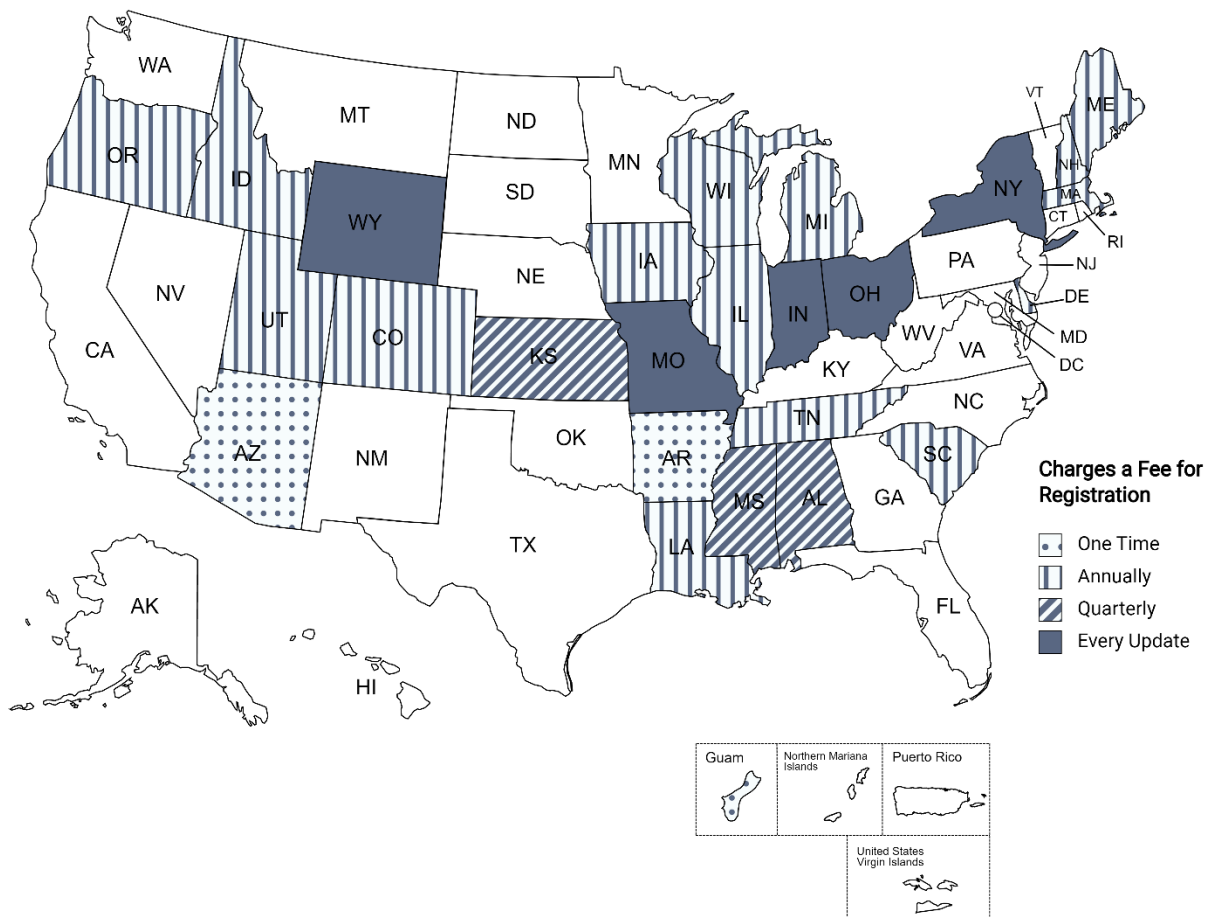 WA
MT
ND
MN
VT
ME
OR
ID
SD
WI
MI
NY
NH
MA
CT
RI
WY
IA
NE
PA
NJ
NV
UT
CO
IL
IN
OH
DE
CA
KS
MO
WV
VA
MD
DC
KY
NC
TN
AZ
NM
OK
AR
SC
MS
AL
GA
LA
TX
FL
AK
HI
Charges a Fee for
Registration
One Time
Annually
Quarterly
Every Update
Guam
Northern Mariana
Islands
Puerto Rico
United States
Virgin Islands